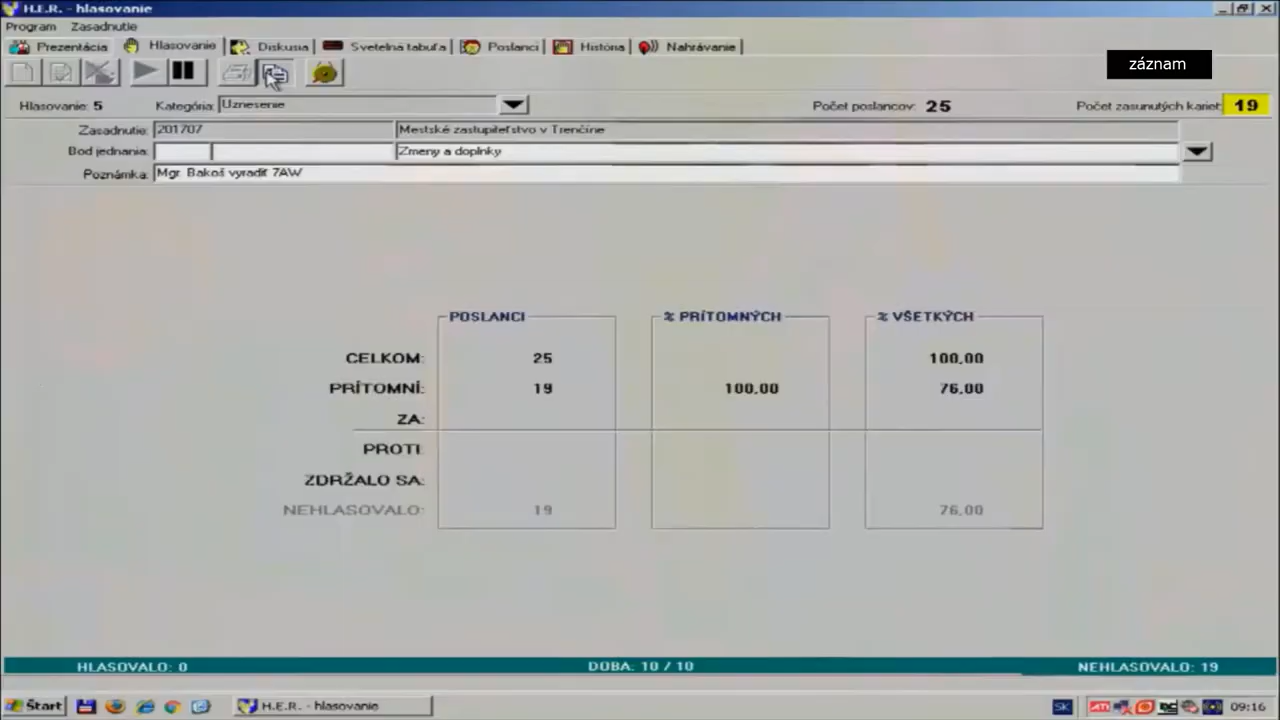 H.E.R. - hlasovanie
Program Zasadnutie
Prezentácia Hlasovanie Diskusia Svetelná tabuľa Poslanci História Nahrávanie
záznam
Hlasovanie: 5 Kategória: Uznesenie Počet poslancov: 25 Počet zasunutých kariet: 19
Zasadnutie: 201707 Mestské zastupiteľstvo v Trenčíne
Bod jednania: Zmeny a doplnky
Poznámka: Mgr. Bakoš vyradiť 7AW
POSLANCI % PRÍTOMNÝCH % VŠETKÝCH
CELKOM: 25 100,00
PRÍTOMNÍ: 19 100,00 76,00
ZA:
PROTI:
ZDRŽALO SA:
NEHLASOVALO: 19 76,00
HLASOVALO: 0 DOBA: 10 / 10 NEHLASOVALO: 19
Štart H.E.R. - hlasovanie SK ATI 09:16